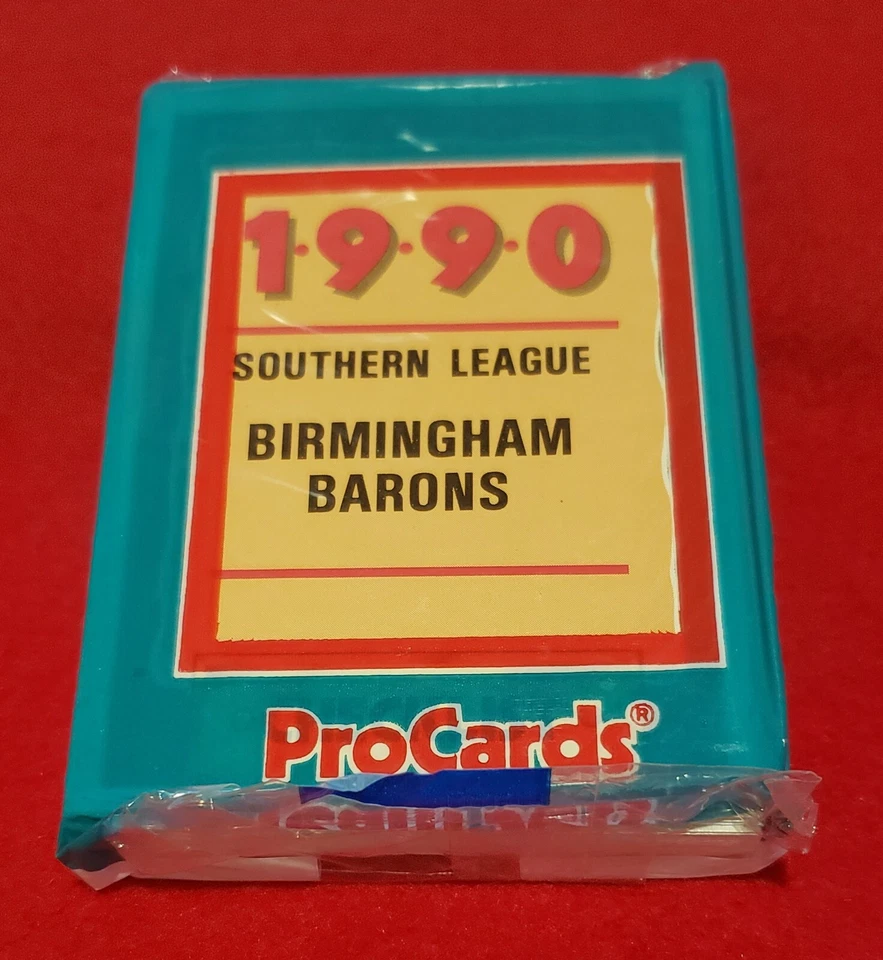 1·9·9·0
SOUTHERN LEAGUE
BIRMINGHAM
BARONS
ProCards®